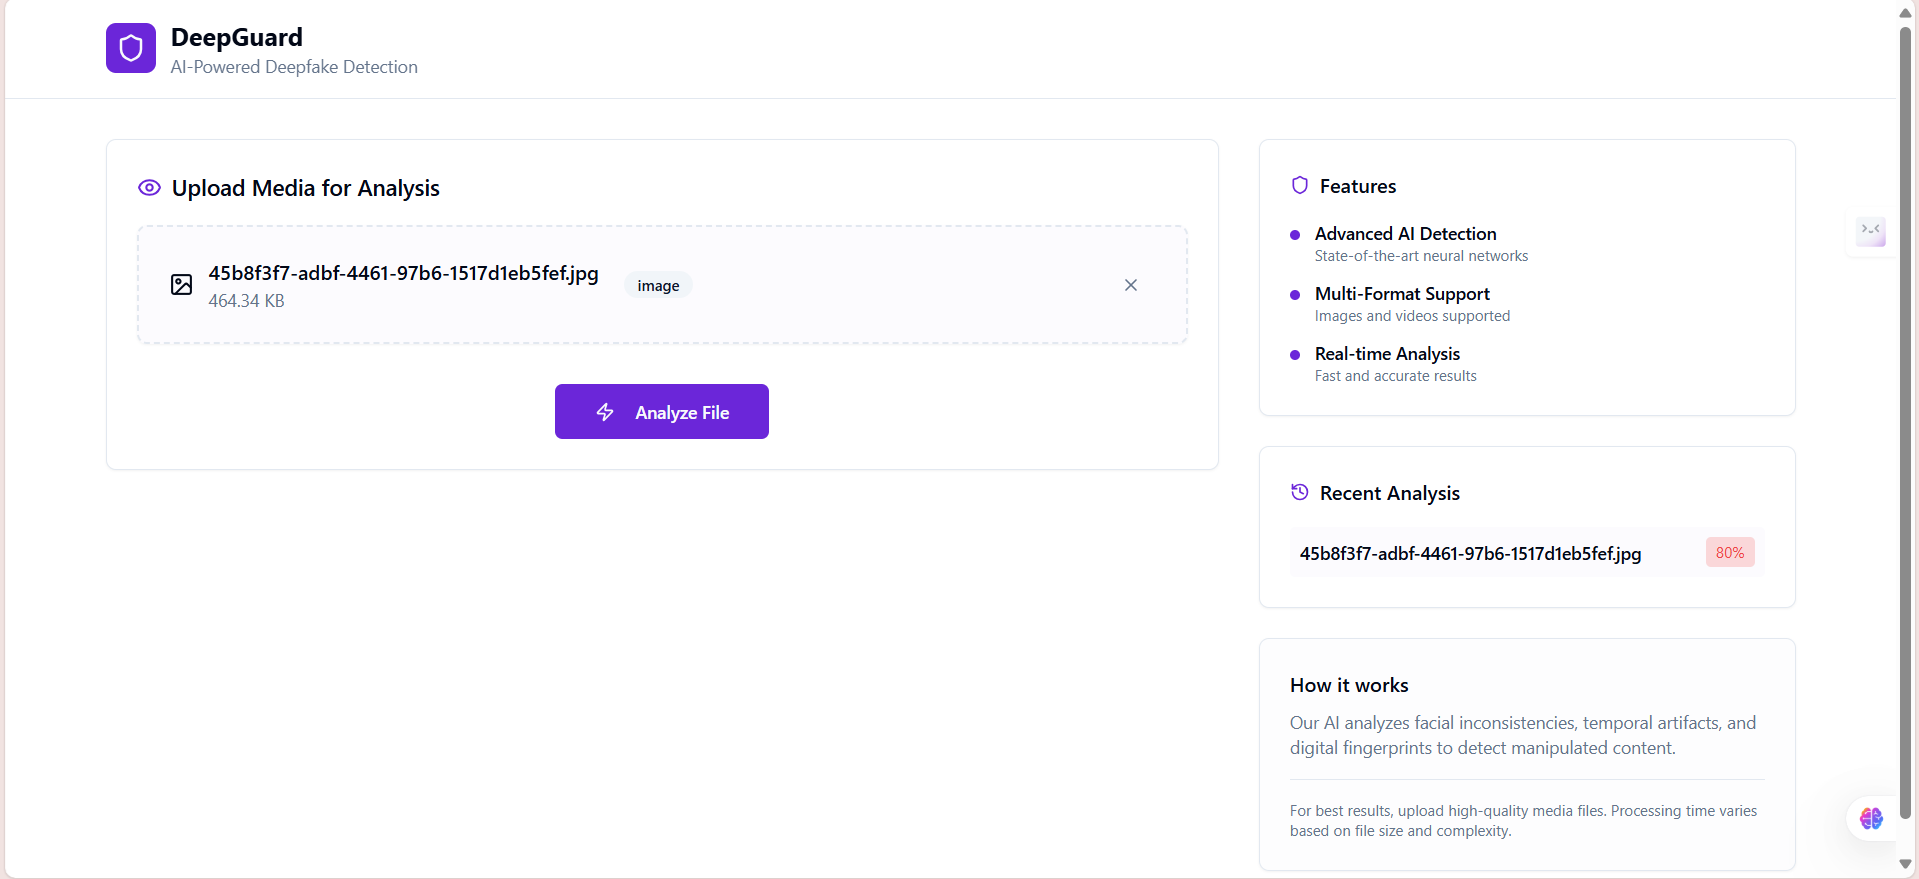 DeepGuard
AI-Powered Deepfake Detection
Upload Media for Analysis
45b8f3f7-adbf-4461-97b6-1517d1eb5fef.jpg
464.34 KB
image
Analyze File
Features
Advanced AI Detection
State-of-the-art neural networks
Multi-Format Support
Images and videos supported
Real-time Analysis
Fast and accurate results
Recent Analysis
45b8f3f7-adbf-4461-97b6-1517d1eb5fef.jpg
80%
How it works
Our AI analyzes facial inconsistencies, temporal artifacts, and
digital fingerprints to detect manipulated content.
For best results, upload high-quality media files. Processing time varies
based on file size and complexity.